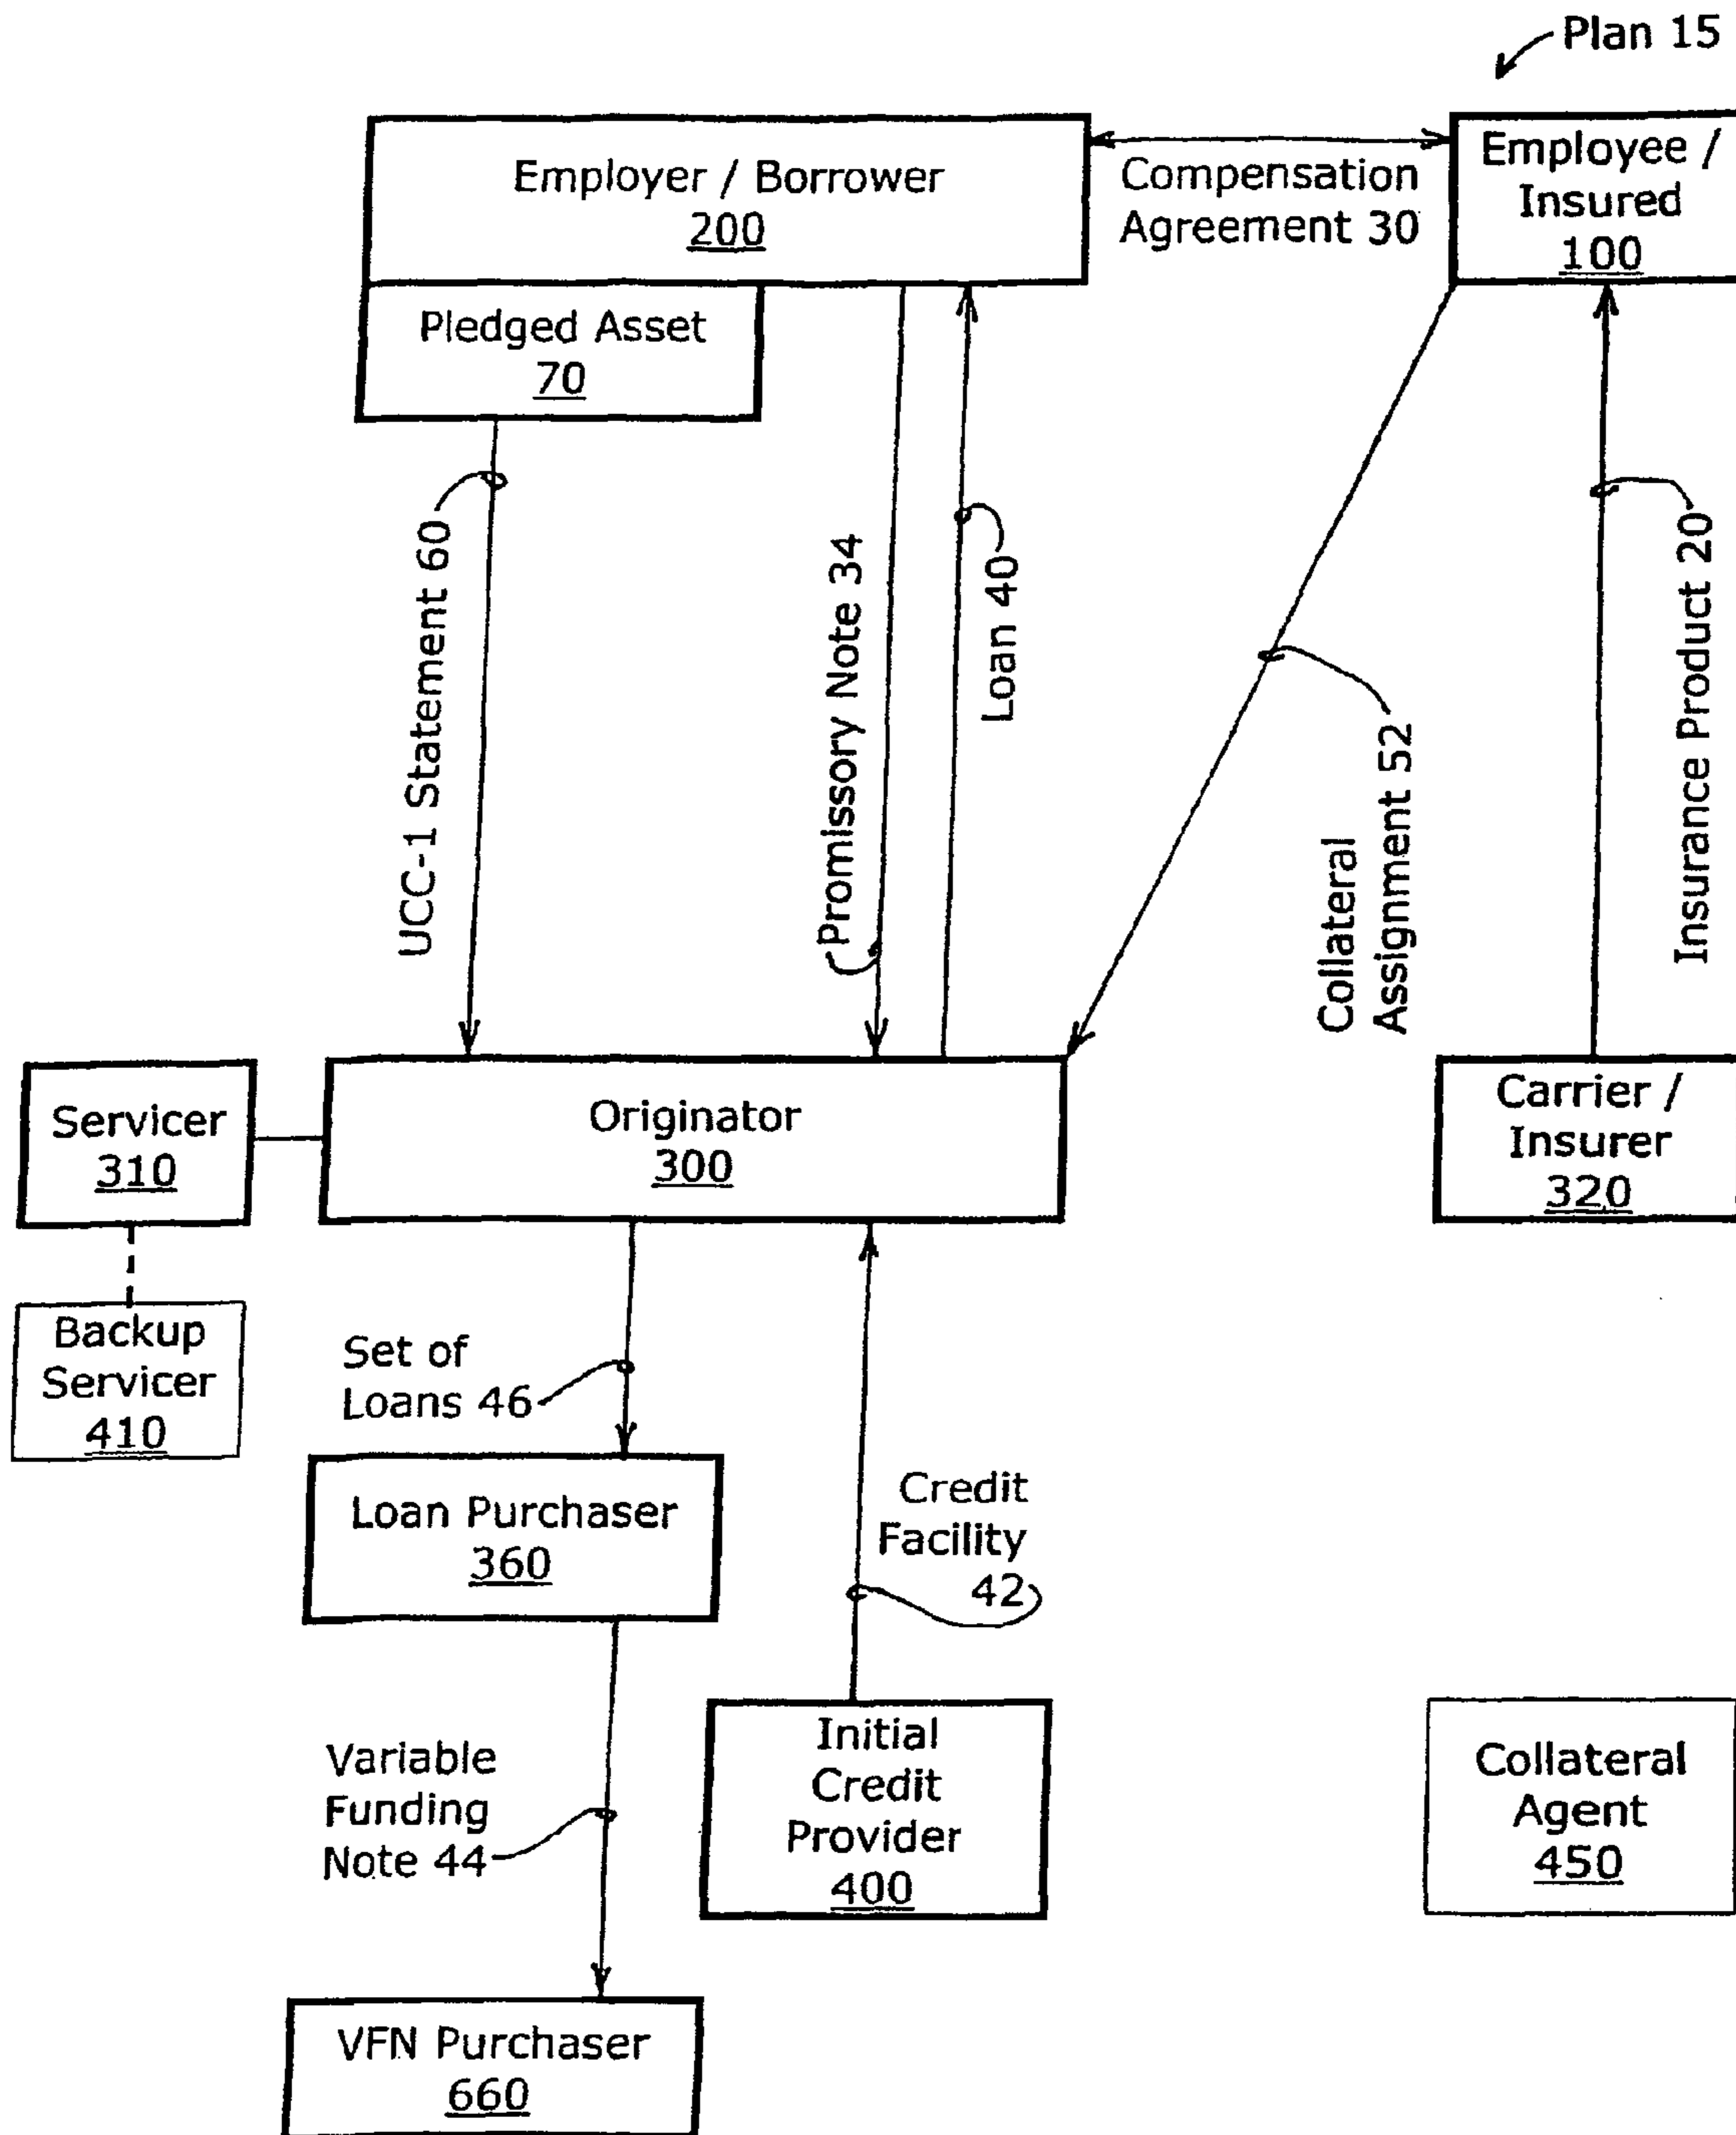 Plan 15
Employer / Borrower
200
Compensation
Agreement 30
Employee /
Insured
100
Pledged Asset
70
UCC-1 Statement 60
Promissory Note 34
Loan 40
Collateral
Assignment 52
Insurance Product 20
Servicer
310
Originator
300
Carrier /
Insurer
320
Backup
Servicer
410
Set of
Loans 46
Loan Purchaser
360
Credit
Facility
42
Variable
Funding
Note 44
Initial
Credit
Provider
400
Collateral
Agent
450
VFN Purchaser
660